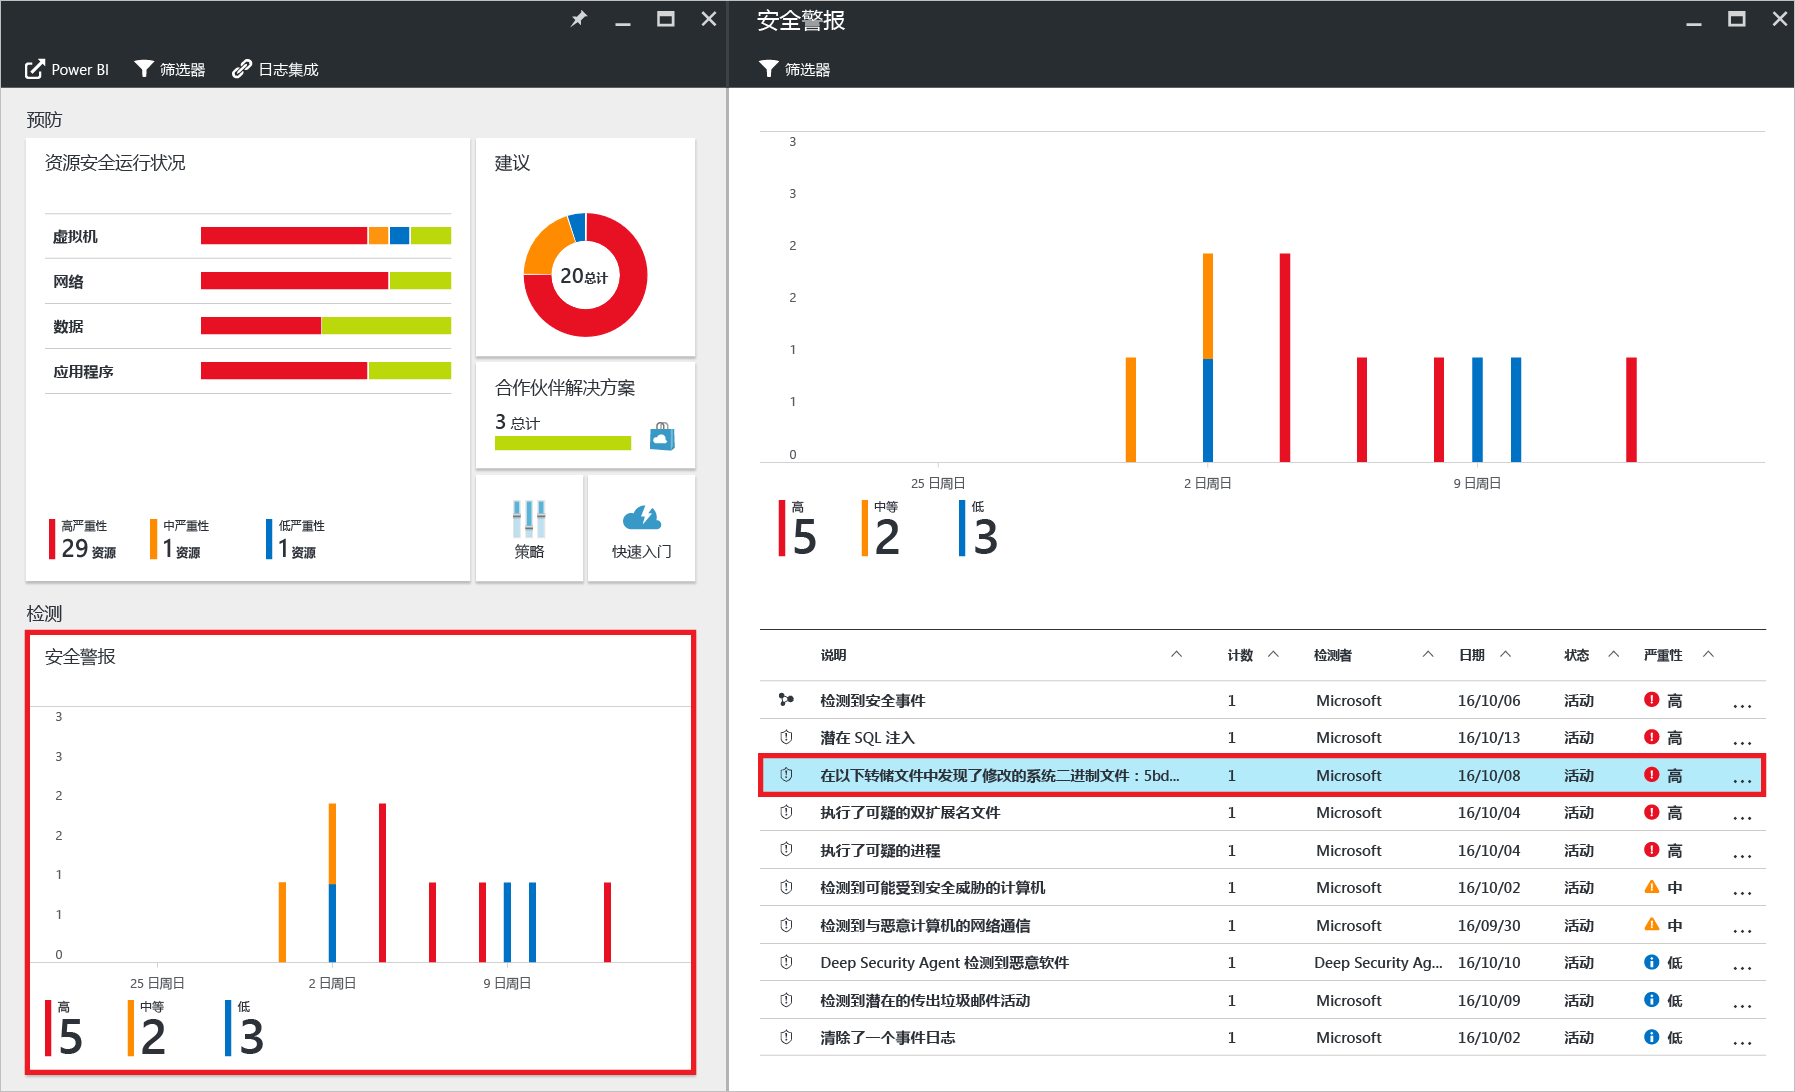 Power BI 筛选器 日志集成
预防
资源安全运行状况
虚拟机
网络
数据
应用程序
高严重性
29 资源
中严重性
1 资源
低严重性
1 资源
建议
20总计
合作伙伴解决方案
3 总计
策略
快速入门
检测
安全警报
3
3
2
2
1
1
0
25 日周日 2 日周日 9 日周日
高
5
中等
2
低
3
安全警报
筛选器
3
3
2
2
1
1
0
25 日周日 2 日周日 9 日周日
高
5
中等
2
低
3
说明 计数 检测者 日期 状态 严重性
检测到安全事件 1 Microsoft 16/10/06 活动 高 ...
潜在 SQL 注入 1 Microsoft 16/10/13 活动 高 ...
在以下转储文件中发现了修改的系统二进制文件：5bd... 1 Microsoft 16/10/08 活动 高 ...
执行了可疑的双扩展名文件 1 Microsoft 16/10/04 活动 高 ...
执行了可疑的进程 1 Microsoft 16/10/04 活动 高 ...
检测到可能受到安全威胁的计算机 1 Microsoft 16/10/02 活动 中 ...
检测到与恶意计算机的网络通信 1 Microsoft 16/09/30 活动 中 ...
Deep Security Agent 检测到恶意软件 1 Deep Security Ag... 16/10/10 活动 低 ...
检测到潜在的传出垃圾邮件活动 1 Microsoft 16/10/09 活动 低 ...
清除了一个事件日志 1 Microsoft 16/10/02 活动 低 ...